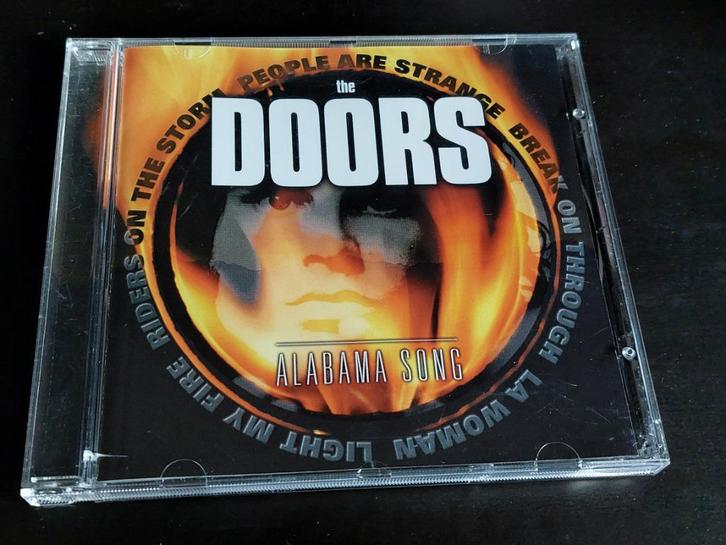 the
DOORS
ALABAMA SONG
RIDERS ON THE STORM PEOPLE ARE STRANGE BREAK ON THROUGH LA WOMAN LIGHT MY FIRE